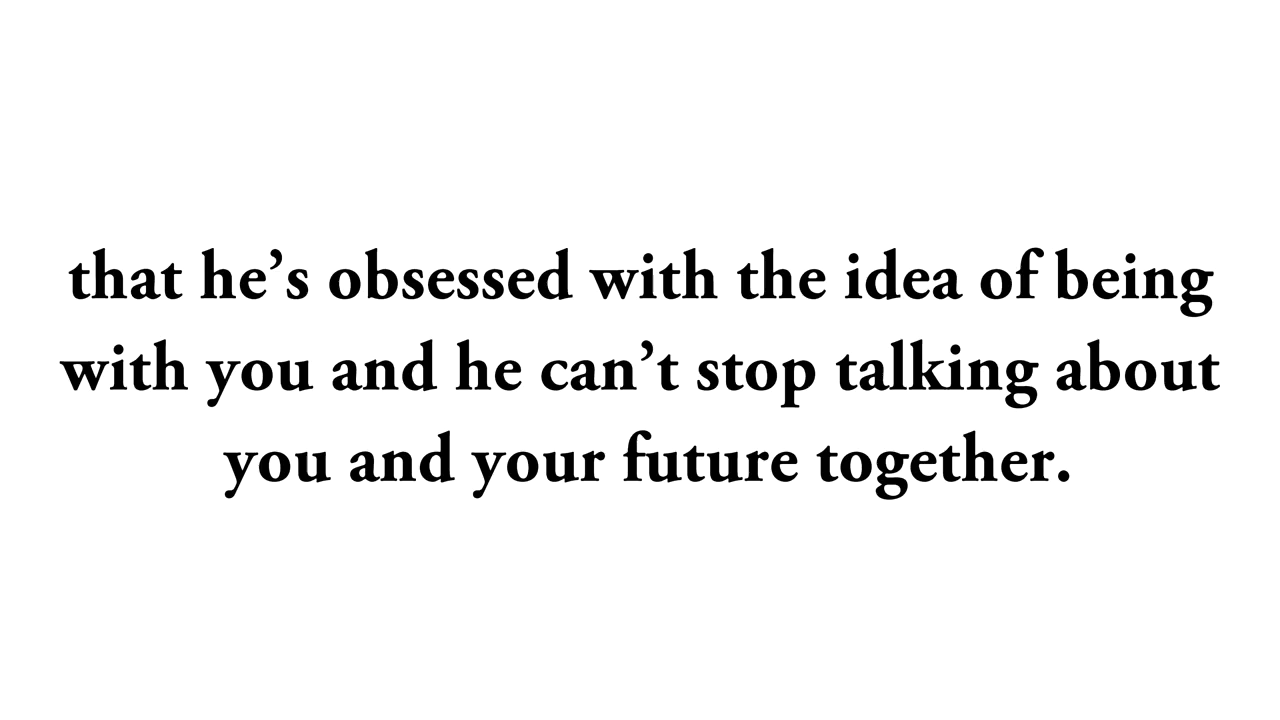 that he’s obsessed with the idea of being
with you and he can’t stop talking about
you and your future together.